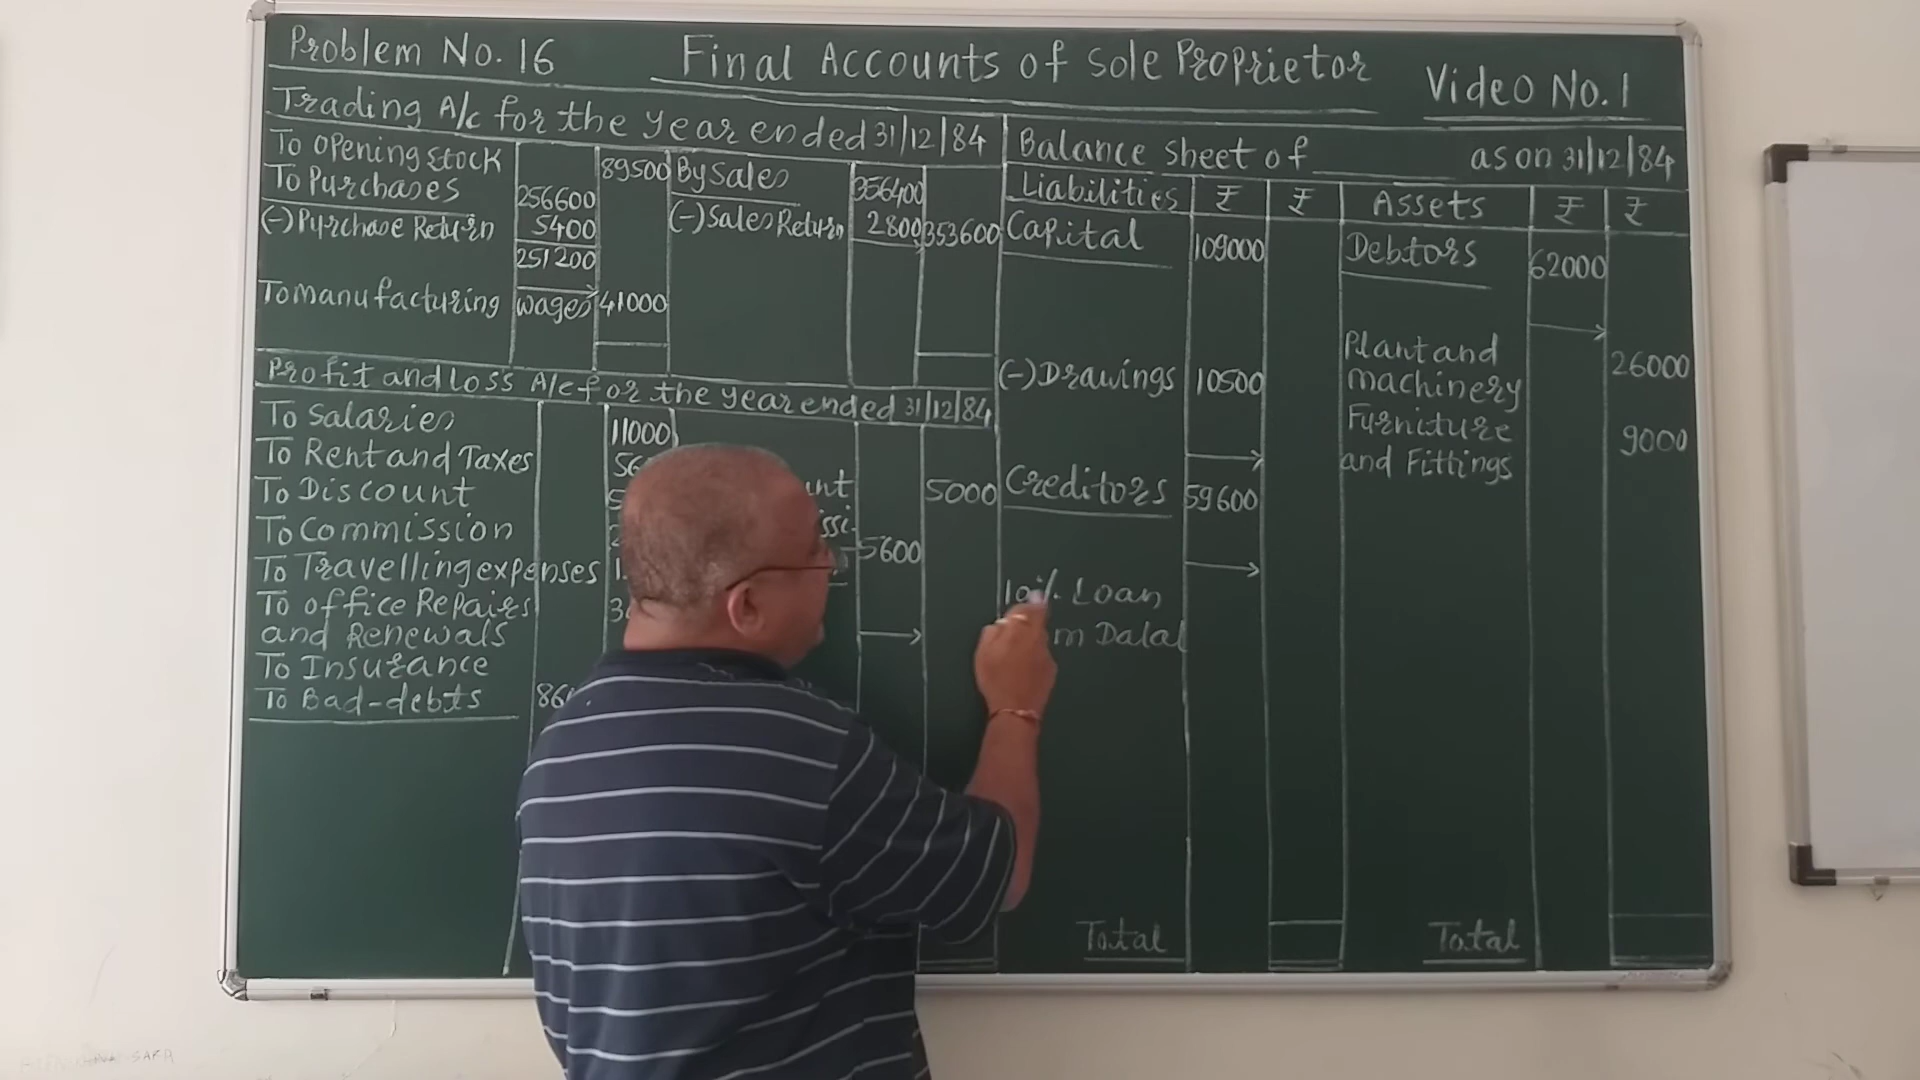 Problem No. 16
Final Accounts of Sole Proprietor
Video No. 1
Trading A/c for the year ended 31/12/84
To Opening Stock 89500
To Purchases 256600
(-) Purchase Return 5400
251200
To manufacturing wages 41000
By Sales 356400
(-) Sales Return 2800 353600
Profit and Loss A/c for the year ended 31/12/84
To Salaries 11000
To Rent and Taxes
To Discount
To Commission
To Travelling expenses
To office Repairs
and Renewals
To Insurance
To Bad-debts
5000
5600
Balance sheet of as on 31/12/84
Liabilities ₹ ₹ Assets ₹ ₹
Capital 109000
(-) Drawings 10500
Creditors 59600
10% Loan
Dalal
Total
Debtors 62000
Plant and
machinery 26000
Furniture
and Fittings 9000
Total